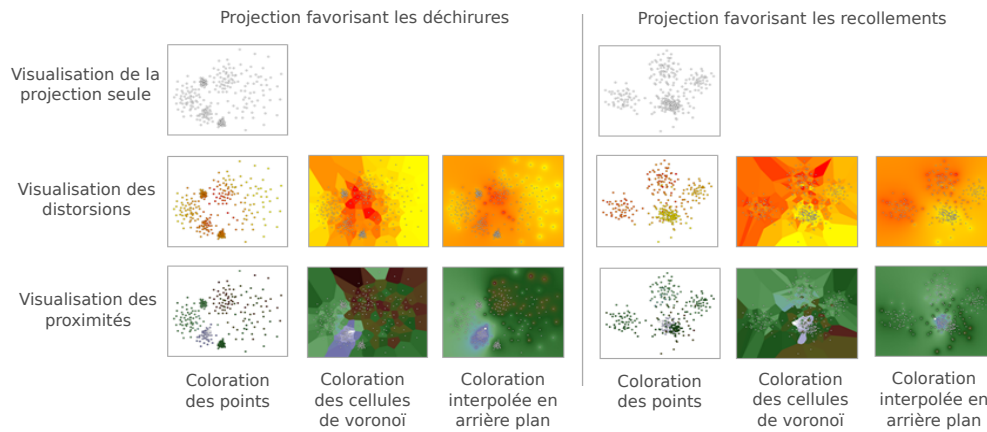 Projection favorisant les déchirures
Projection favorisant les recollements
Visualisation de la
projection seule
Visualisation des
distorsions
Visualisation des
proximités
Coloration
des points
Coloration
des cellules
de voronoï
Coloration
interpolée en
arrière plan
Coloration
des points
Coloration
des cellules
de voronoï
Coloration
interpolée en
arrière plan